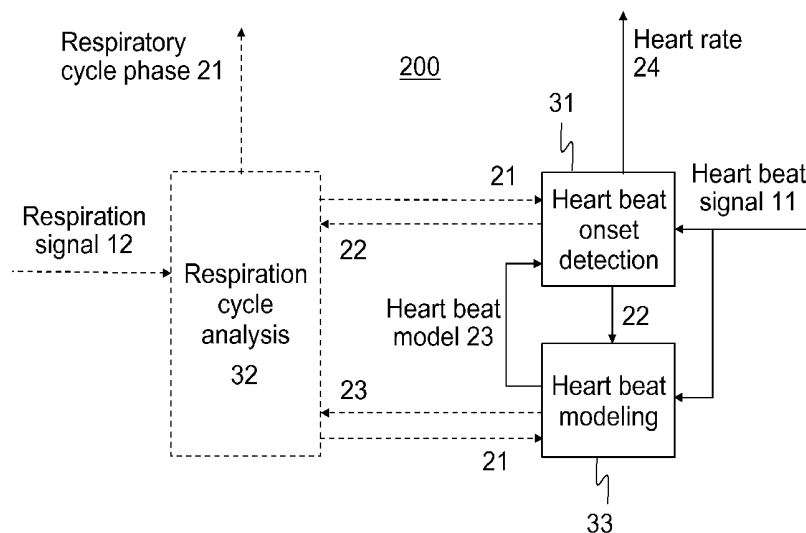 Respiratory
cycle phase 21
200
Heart rate
24
31
Heart beat
signal 11
21
Heart beat
onset
detection
Respiration
signal 12
22
Respiration
cycle
analysis
32
Heart beat
model 23
22
23
Heart beat
modeling
21
33